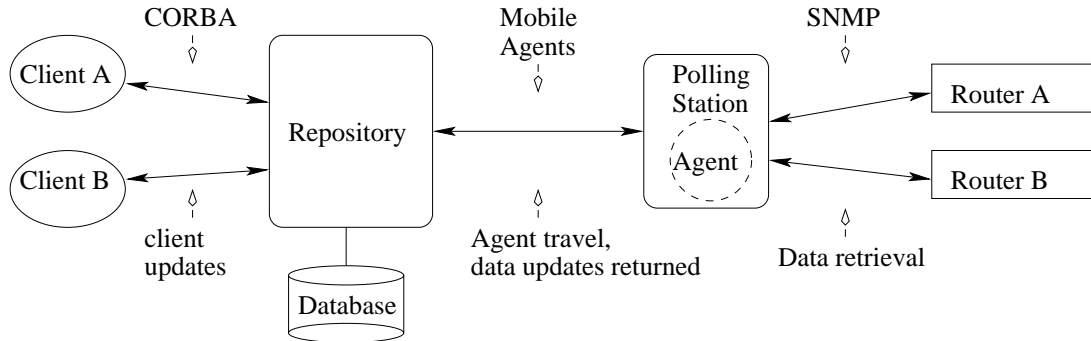 CORBA
Mobile
Agents
SNMP
Client A
Client B
Repository
Polling
Station
Agent
Router A
Router B
client
updates
Agent travel,
data updates returned
Data retrieval
Database